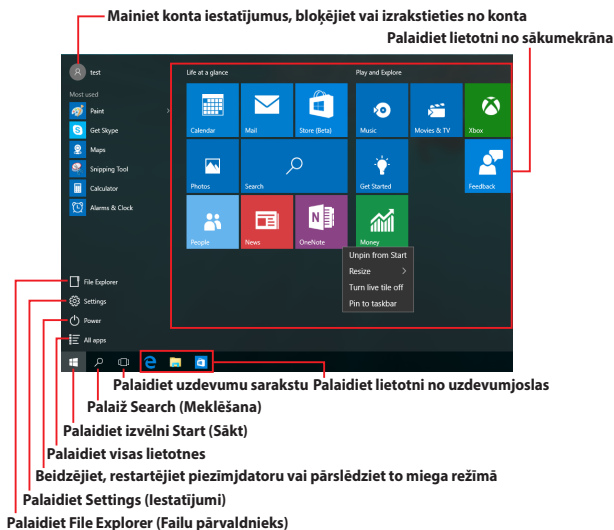 Mainiet konta iestatījumus, bloķējiet vai izrakstieties no konta
Palaidiet lietotni no sākumekrāna
test
Most used
Paint
Get Skype
Maps
Snipping Tool
Calculator
Alarms & Clock
File Explorer
Settings
Power
All apps
Life at a glance
Play and Explore
Calendar
Mail
Store (Beta)
Music
Movies & TV
Xbox
Photos
Search
Get Started
Feedback
People
News
OneNote
Money
Unpin from Start
Resize
Turn live tile off
Pin to taskbar
Palaidiet uzdevumu sarakstu Palaidiet lietotni no uzdevumjoslas
Palaiž Search (Meklēšana)
Palaidiet izvēlni Start (Sākt)
Palaidiet visas lietotnes
Beidzējiet, restartējiet piezīmjdatoru vai pārslēdziet to miega režīmā
Palaidiet Settings (Iestatījumi)
Palaidiet File Explorer (Failu pārvaldnieks)